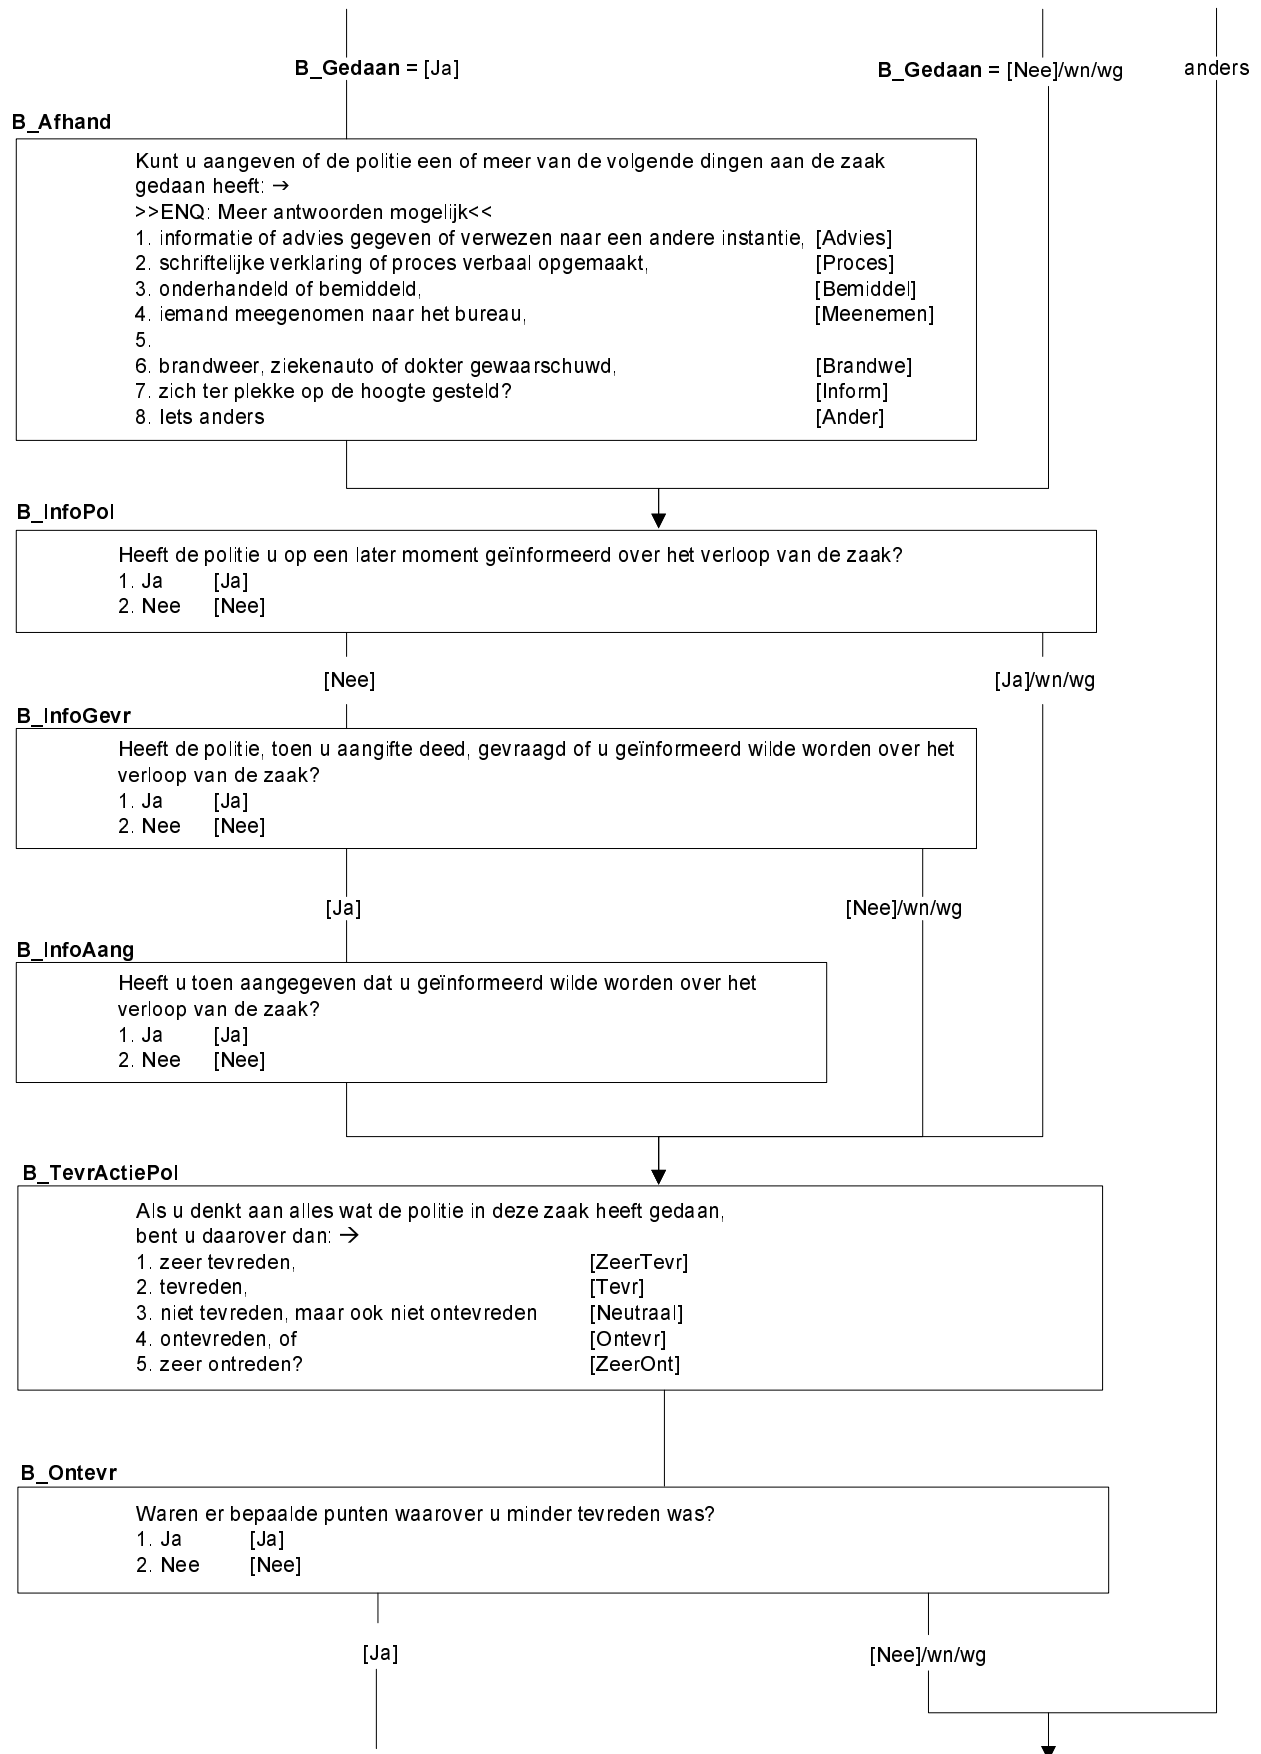 B_Gedaan = [Ja]
B_Gedaan = [Nee]/wn/wg
anders
B_Afhand
Kunt u aangeven of de politie een of meer van de volgende dingen aan de zaak
gedaan heeft: →
>>ENQ: Meer antwoorden mogelijk<<
1. informatie of advies gegeven of verwezen naar een andere instantie, [Advies]
2. schriftelijke verklaring of proces verbaal opgemaakt, [Proces]
3. onderhandeld of bemiddeld, [Bemiddel]
4. iemand meegenomen naar het bureau, [Meenemen]
5.
6. brandweer, ziekenauto of dokter gewaarschuwd, [Brandwe]
7. zich ter plekke op de hoogte gesteld? [Inform]
8. Iets anders [Ander]
B_InfoPol
Heeft de politie u op een later moment geïnformeerd over het verloop van de zaak?
1. Ja [Ja]
2. Nee [Nee]
[Nee]
[Ja]/wn/wg
B_InfoGevr
Heeft de politie, toen u aangifte deed, gevraagd of u geïnformeerd wilde worden over het
verloop van de zaak?
1. Ja [Ja]
2. Nee [Nee]
[Ja]
[Nee]/wn/wg
B_InfoAang
Heeft u toen aangegeven dat u geïnformeerd wilde worden over het
verloop van de zaak?
1. Ja [Ja]
2. Nee [Nee]
B_TevrActiePol
Als u denkt aan alles wat de politie in deze zaak heeft gedaan,
bent u daarover dan: →
1. zeer tevreden, [ZeerTevr]
2. tevreden, [Tevr]
3. niet tevreden, maar ook niet ontevreden [Neutraal]
4. ontevreden, of [Ontevr]
5. zeer ontreden? [ZeerOnt]
B_Ontevr
Waren er bepaalde punten waarover u minder tevreden was?
1. Ja [Ja]
2. Nee [Nee]
[Ja]
[Nee]/wn/wg